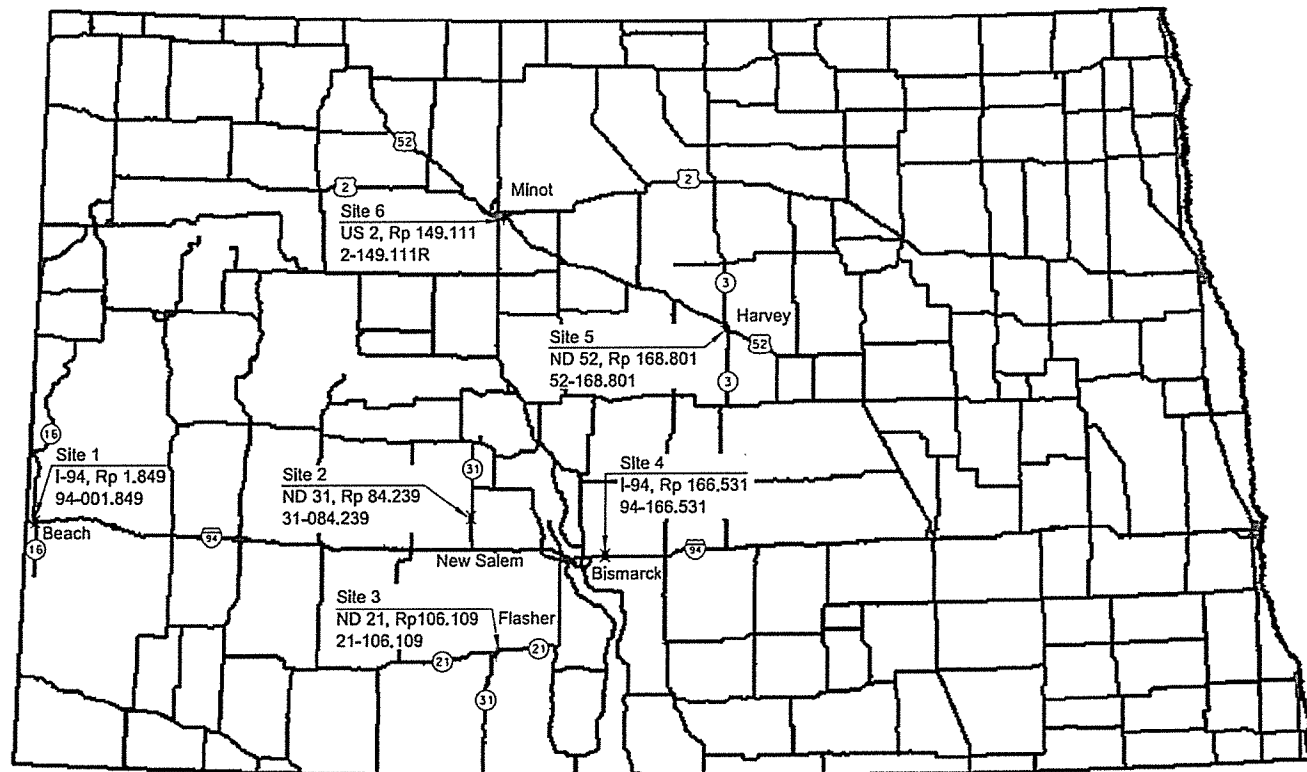 52
2
2
Minot
Site 6
US 2, Rp 149.111
2-149.111R
3
Harvey
Site 5
ND 52, Rp 168.801
52-168.801
52
3
16
Site 1
I-94, Rp 1.849
94-001.849
Beach
16
94
Site 2
ND 31, Rp 84.239
31-084.239
31
New Salem
Site 4
I-94, Rp 166.531
94-166.531
94
Bismarck
Site 3
ND 21, Rp106.109
21-106.109
Flasher
21
21
31